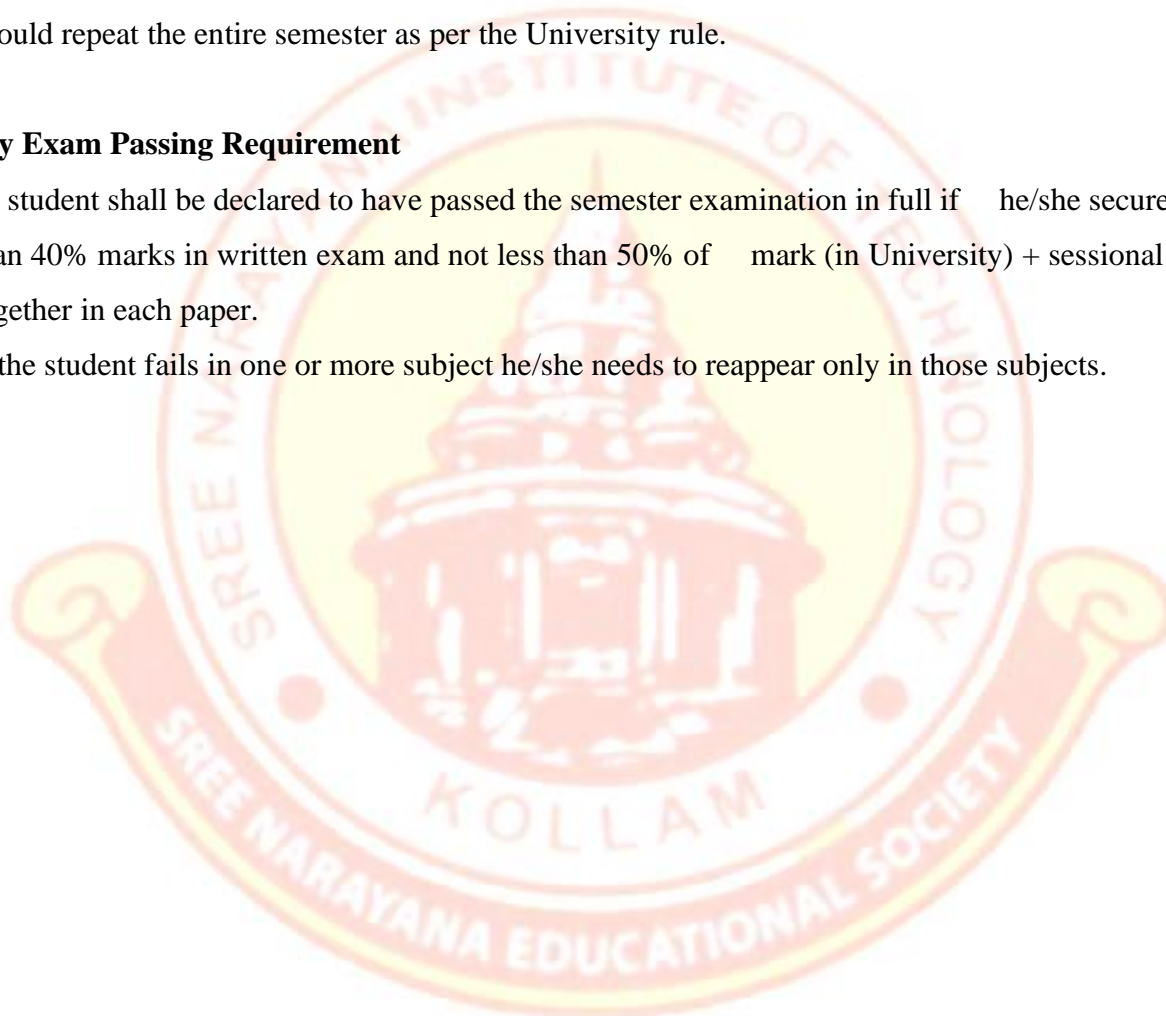 ould repeat the entire semester as per the University rule.
y Exam Passing Requirement
student shall be declared to have passed the semester examination in full if he/she secure
an 40% marks in written exam and not less than 50% of mark (in University) + sessional
gether in each paper.
the student fails in one or more subject he/she needs to reappear only in those subjects.
SREE NARAYANA INSTITUTE OF TECHNOLOGY
KOLLAM
SREE NARAYANA EDUCATIONAL SOCIETY